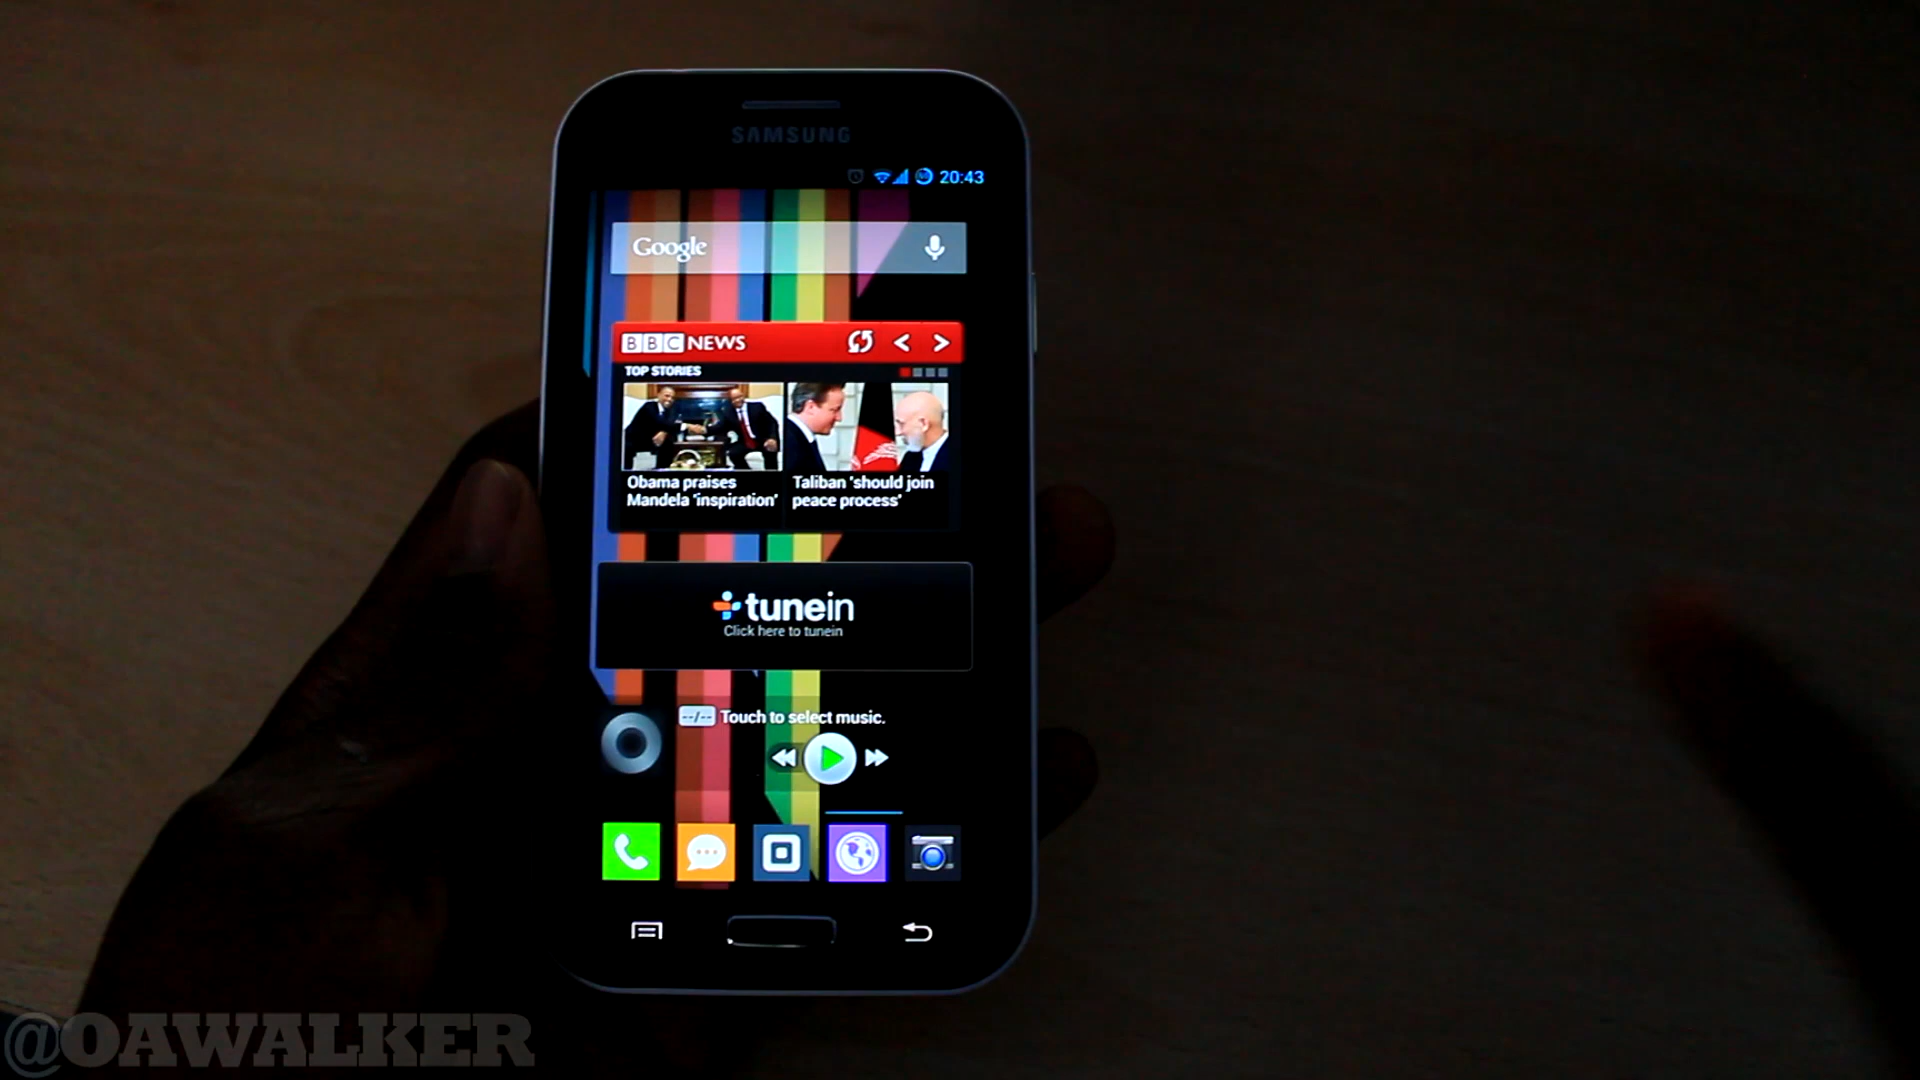 SAMSUNG
20:43
Google
BBC NEWS
TOP STORIES
Obama praises
Mandela 'inspiration'
Taliban 'should join
peace process'
tunein
Click here to tunein
--/-- Touch to select music.
@OAWALKER